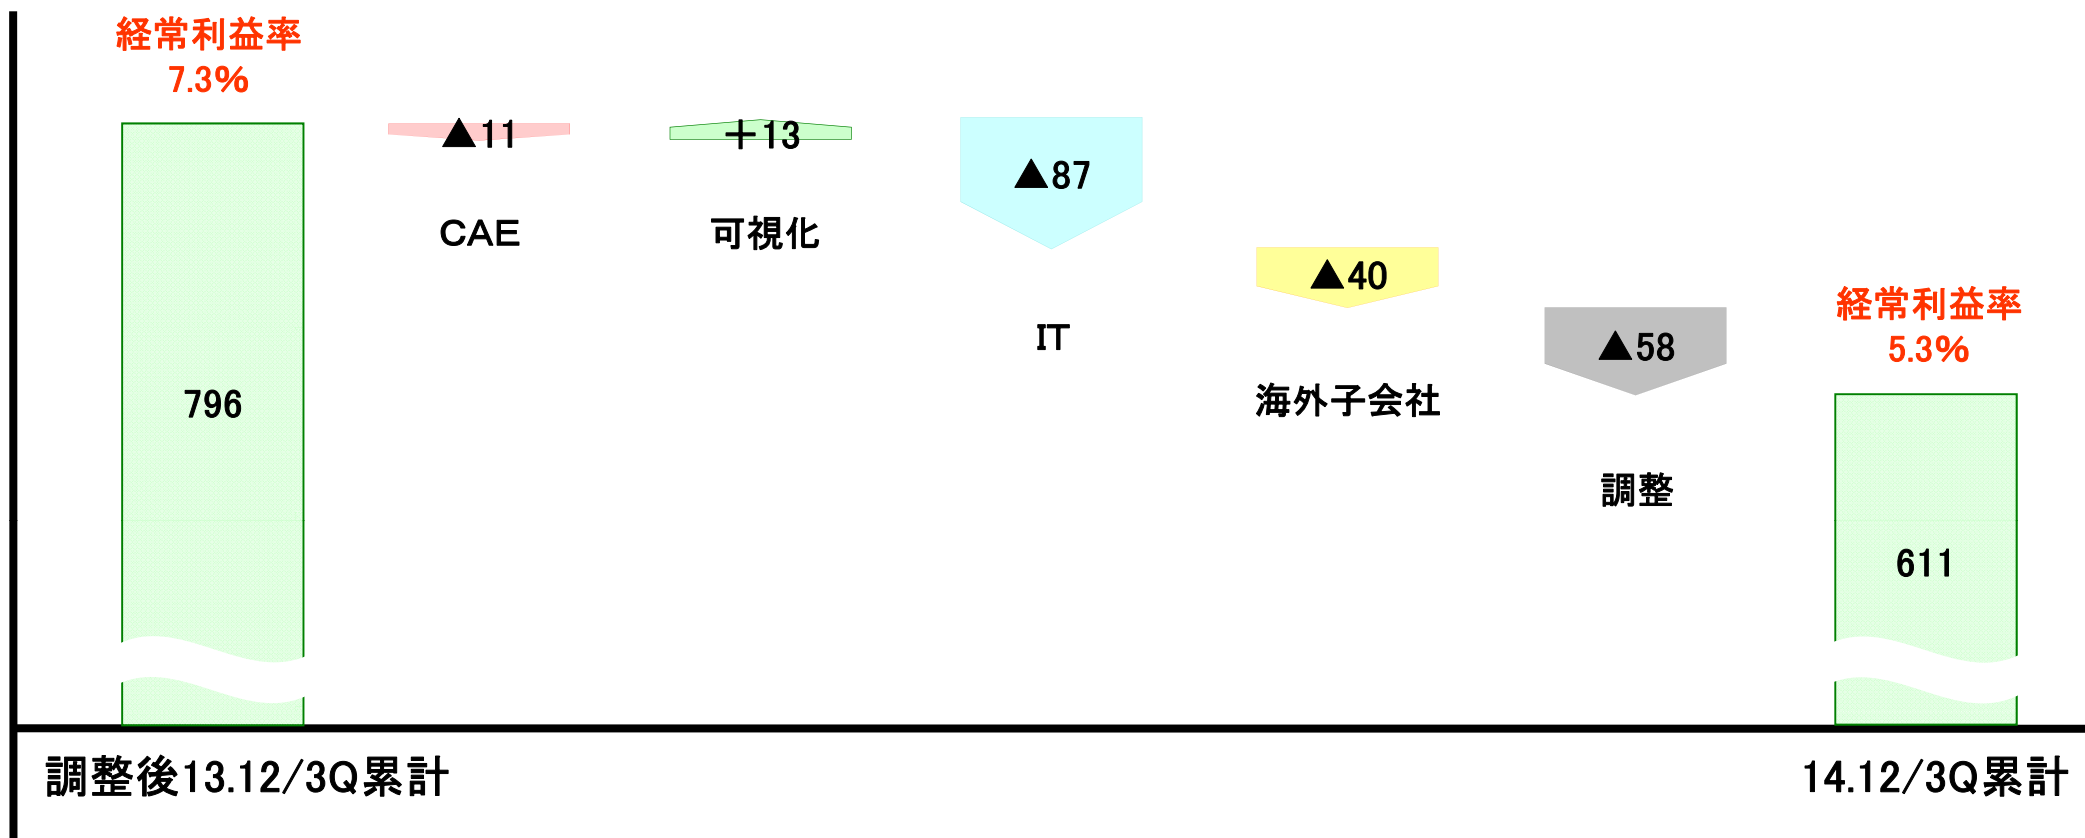 経常利益率
7.3%
796
▲11
CAE
＋13
可視化
▲87
IT
▲40
海外子会社
▲58
調整
経常利益率
5.3%
611
調整後13.12/3Q累計
14.12/3Q累計